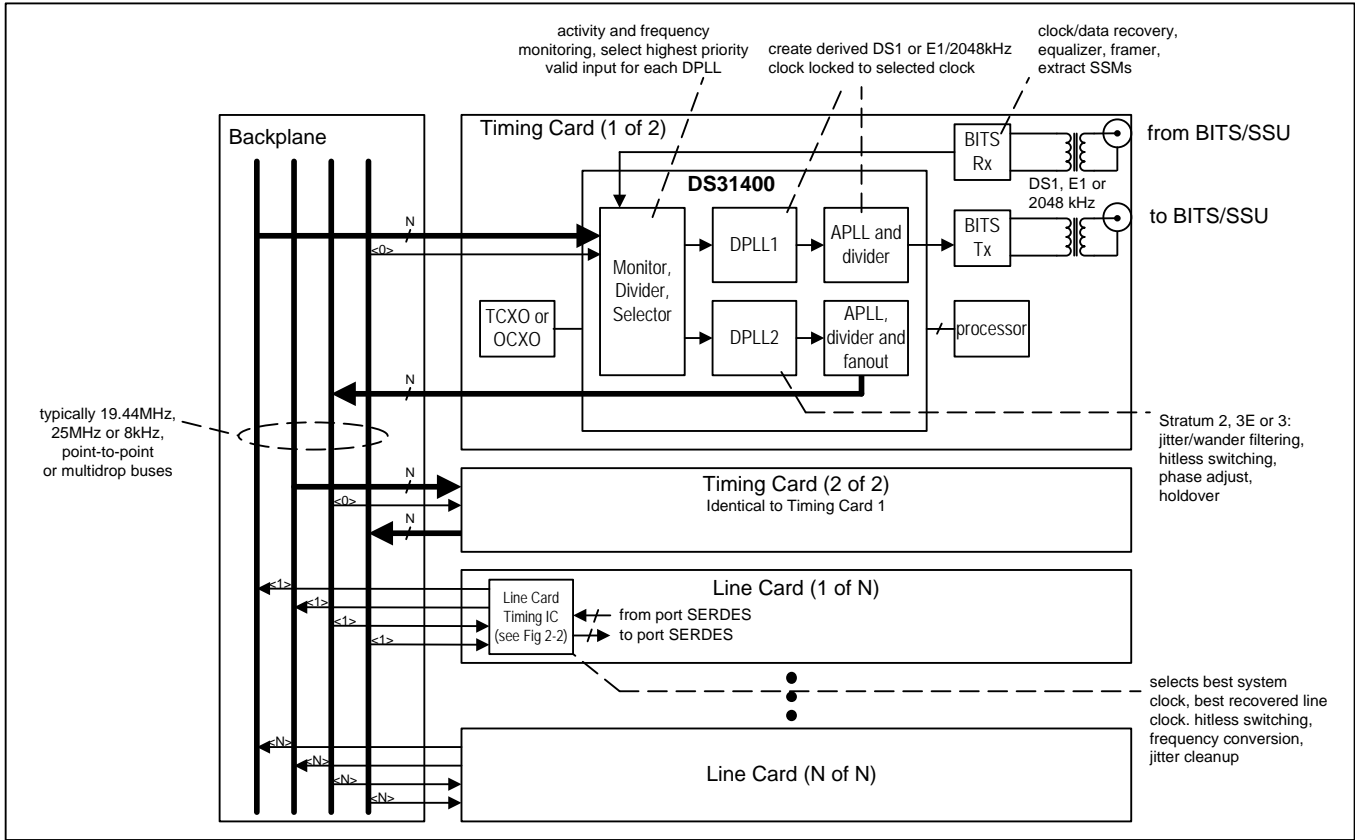 activity and frequency
monitoring, select highest priority
valid input for each DPLL
create derived DS1 or E1/2048kHz
clock locked to selected clock
clock/data recovery,
equalizer, framer,
extract SSMs
Backplane
Timing Card (1 of 2)
BITS
Rx
from BITS/SSU
DS1, E1 or
2048 kHz
DS31400
N
<0>
Monitor,
Divider,
Selector
DPLL1
APLL and
divider
BITS
Tx
to BITS/SSU
TCXO or
OCXO
DPLL2
APLL,
divider and
fanout
processor
N
typically 19.44MHz,
25MHz or 8kHz,
point-to-point
or multidrop buses
Stratum 2, 3E or 3:
jitter/wander filtering,
hitless switching,
phase adjust,
holdover
N
<0>
N
Timing Card (2 of 2)
Identical to Timing Card 1
Line Card (1 of N)
<1>
<1>
<1>
<1>
Line Card
Timing IC
(see Fig 2-2)
from port SERDES
to port SERDES
selects best system
clock, best recovered line
clock. hitless switching,
frequency conversion,
jitter cleanup
<N>
<N>
<N>
<N>
Line Card (N of N)